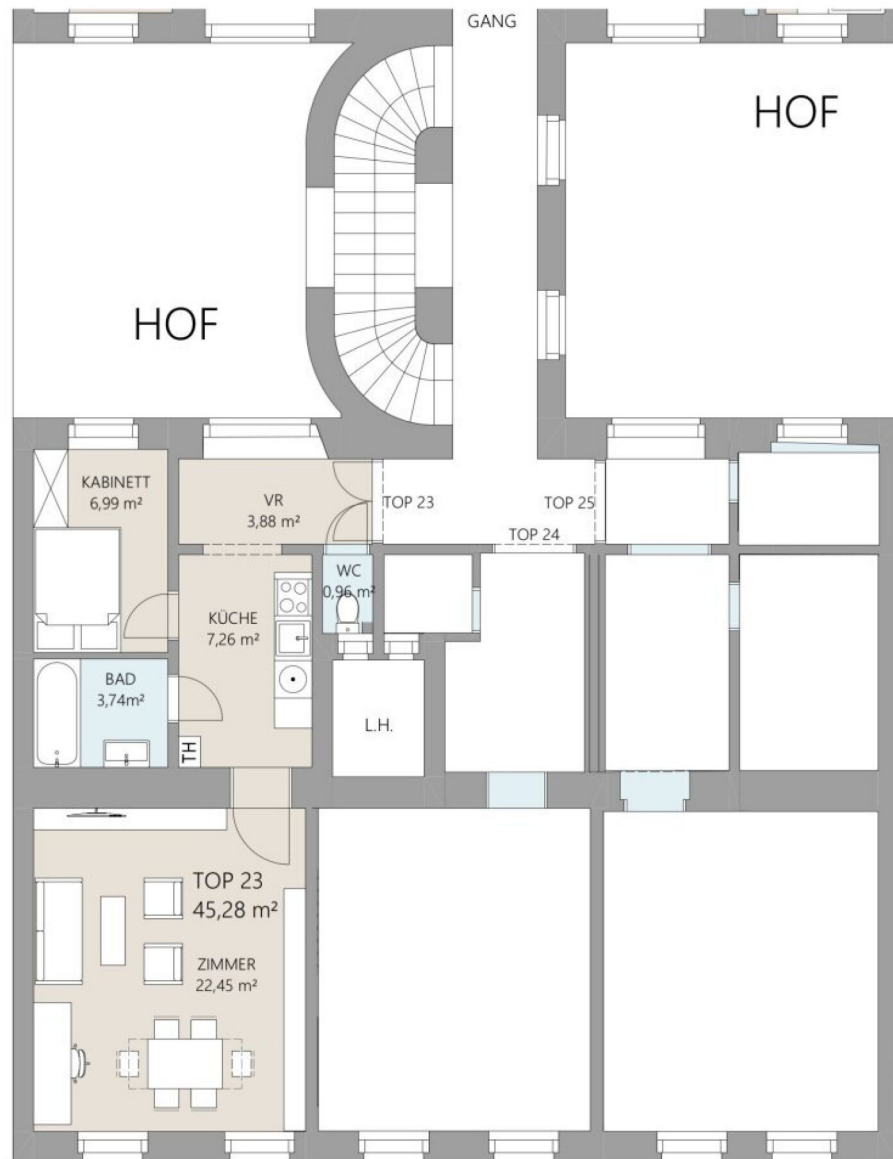 GANG
HOF
HOF
KABINETT
6,99 m²
VR
3,88 m²
TOP 23
TOP 25
TOP 24
WC
0,96 m²
KÜCHE
7,26 m²
BAD
3,74m²
L.H.
TH
TOP 23
45,28 m²
ZIMMER
22,45 m²